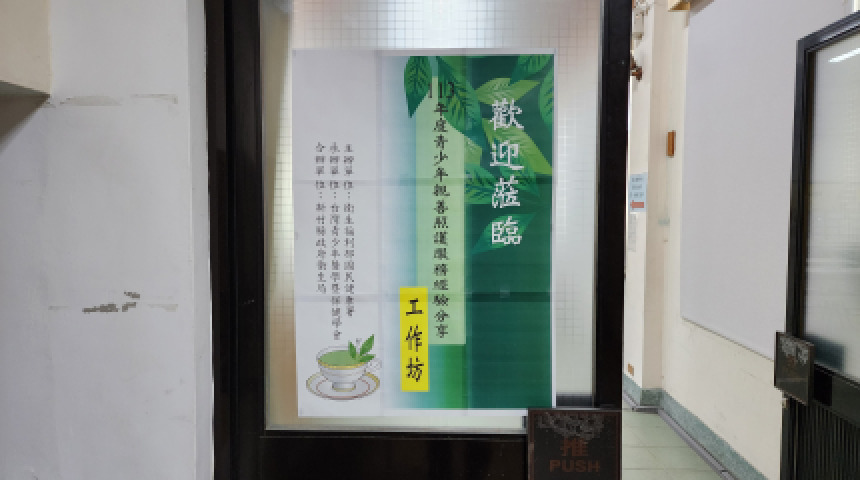 歡迎蒞臨
113年度青少年親善照護服務經驗分享
工作坊
主辦單位：衛生福利部國民健康署
承辦單位：台灣青少年醫學暨保健學會
合辦單位：新竹縣政府衛生局
推
PUSH